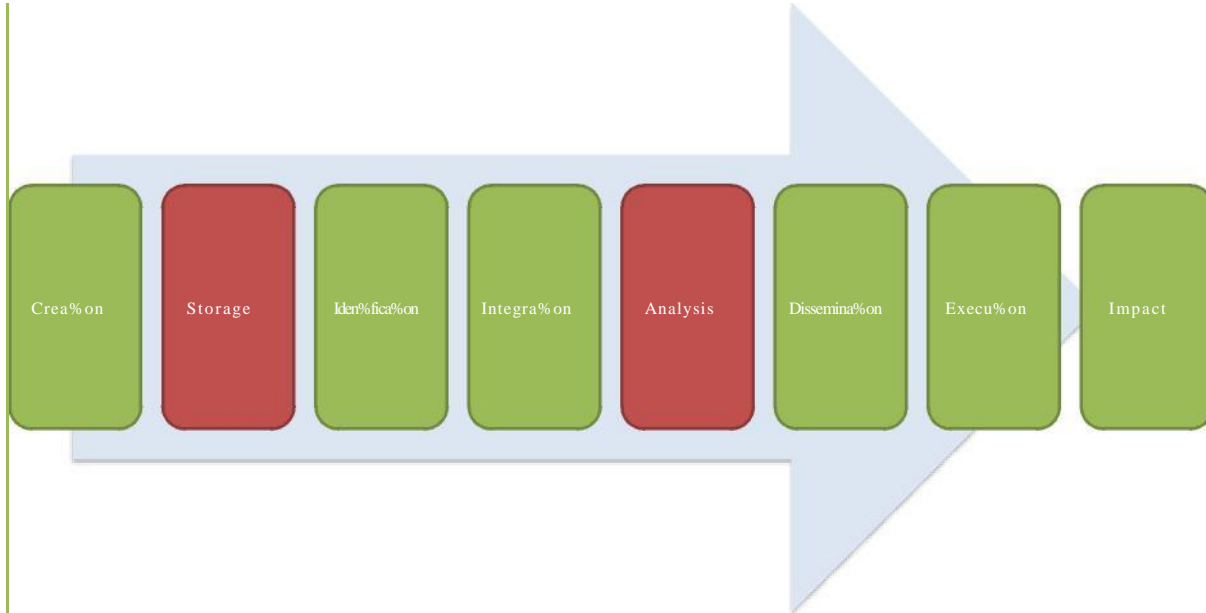 Crea%on
Storage
Iden%fica%on
Integra%on
Analysis
Dissemina%on
Execu%on
Impact